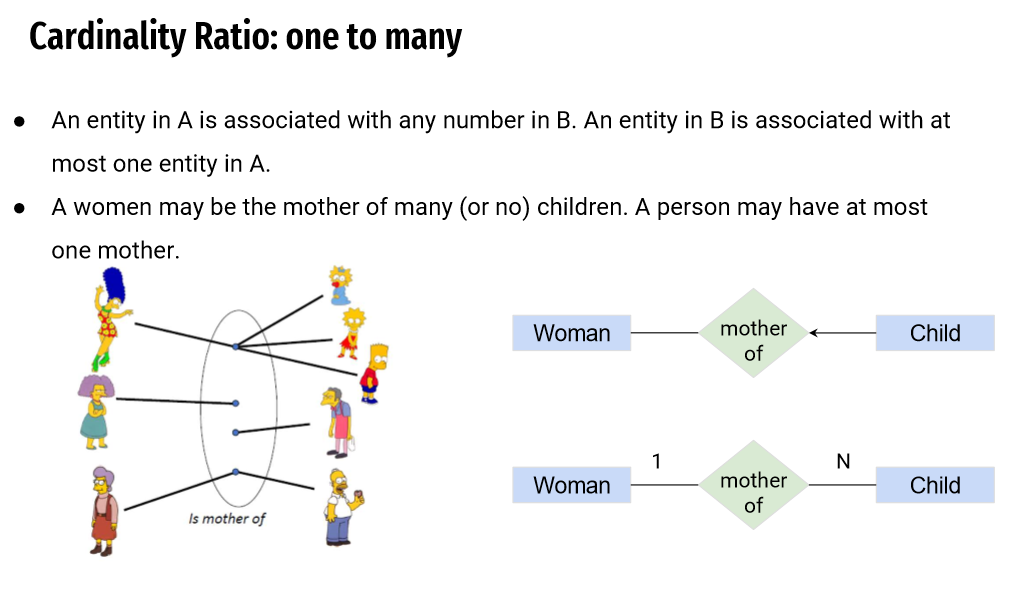 Cardinality Ratio: one to many
● An entity in A is associated with any number in B. An entity in B is associated with at
most one entity in A.
● A women may be the mother of many (or no) children. A person may have at most
one mother.
Is mother of
Woman
mother
of
Child
Woman
1
mother
of
N
Child